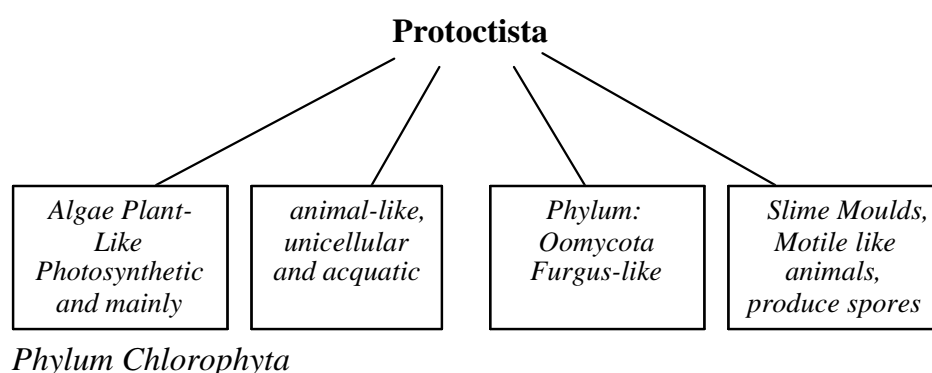 Protoctista
Algae Plant-
Like
Photosynthetic
and mainly
animal-like,
unicellular
and acquatic
Phylum:
Oomycota
Furgus-like
Slime Moulds,
Motile like
animals,
produce spores
Phylum Chlorophyta